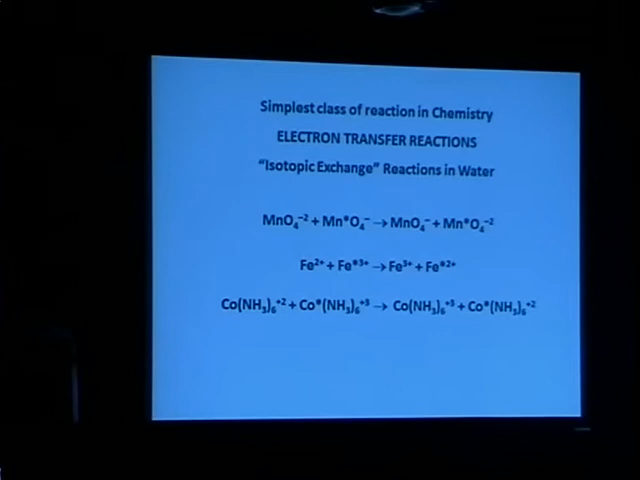 Simplest class of reaction in Chemistry
ELECTRON TRANSFER REACTIONS
“Isotopic Exchange” Reactions in Water
MnO₄⁻² + Mn*O₄⁻ → MnO₄⁻ + Mn*O₄⁻²
Fe²⁺ + Fe*³⁺ → Fe³⁺ + Fe*²⁺
Co(NH₃)₆⁺² + Co*(NH₃)₆⁺³ → Co(NH₃)₆⁺³ + Co*(NH₃)₆⁺²